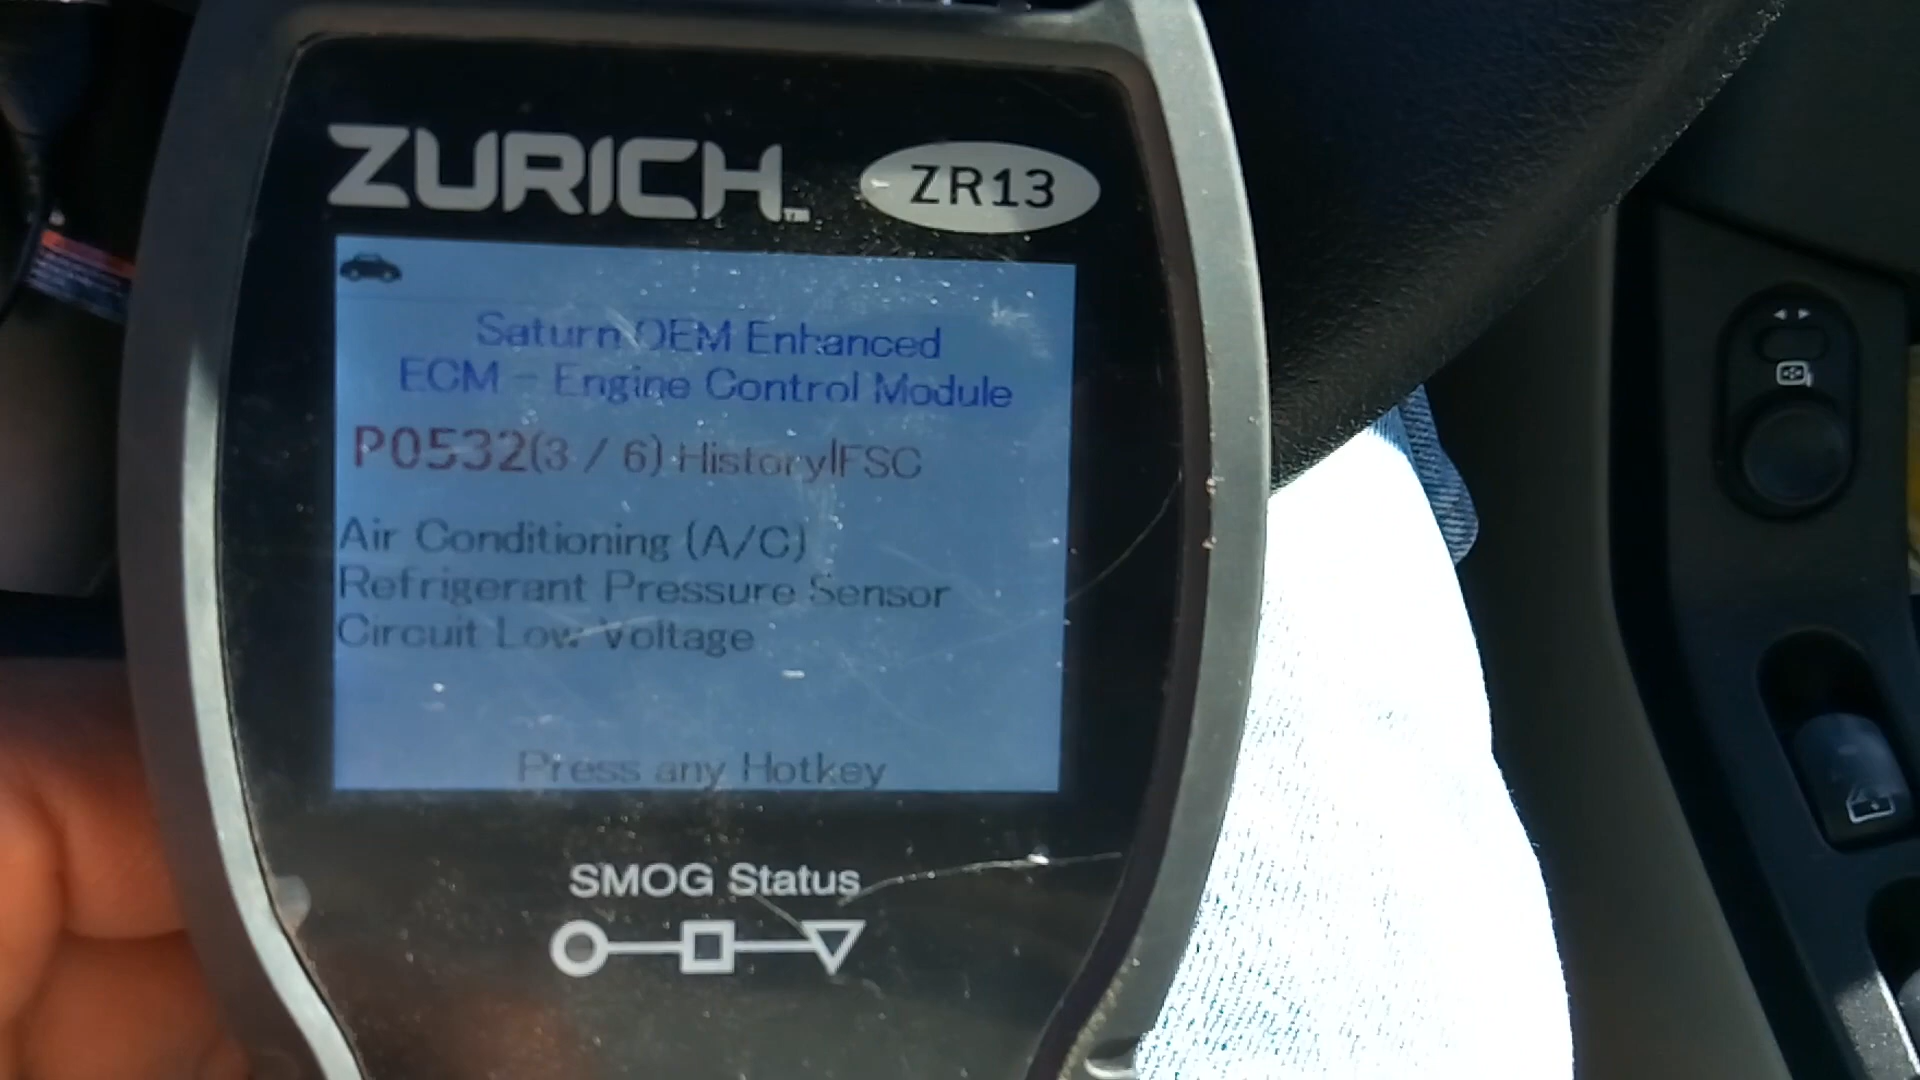 ZURICH™ ZR13
Saturn OEM Enhanced
ECM - Engine Control Module
P0532(3 / 6) History|FSC
Air Conditioning (A/C)
Refrigerant Pressure Sensor
Circuit Low Voltage
Press any Hotkey
SMOG Status